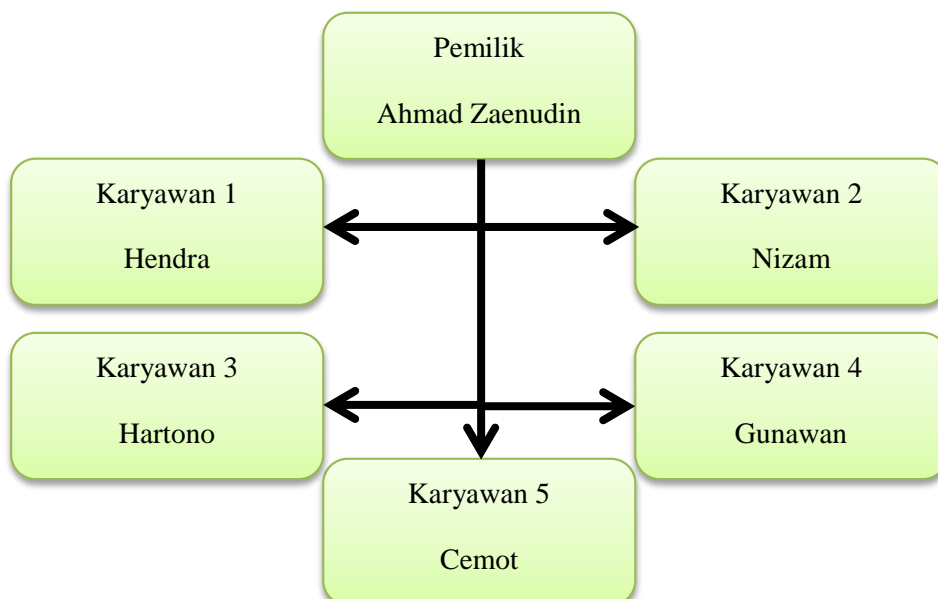 Pemilik
Ahmad Zaenudin
Karyawan 1
Hendra
Karyawan 2
Nizam
Karyawan 3
Hartono
Karyawan 4
Gunawan
Karyawan 5
Cemot